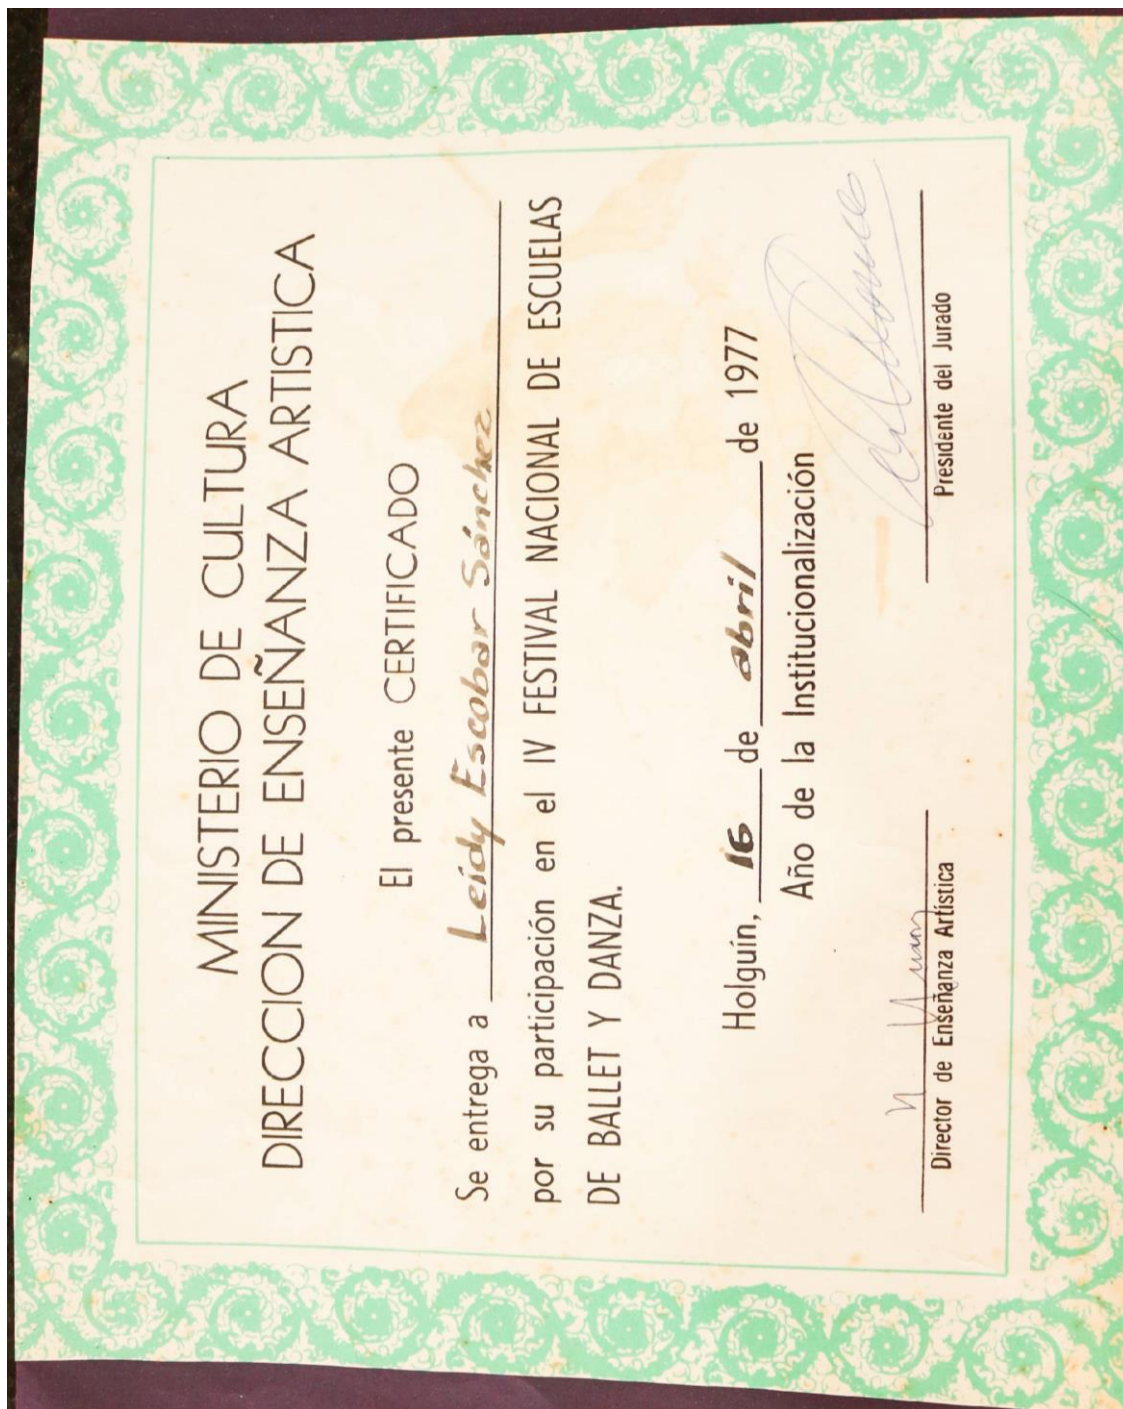 MINISTERIO DE CULTURA
DIRECCION DE ENSEÑANZA ARTISTICA
El presente CERTIFICADO
Se entrega a Leidy Escobar Sánchez
por su participación en el IV FESTIVAL NACIONAL DE ESCUELAS
DE BALLET Y DANZA.
Holguín, 16 de abril de 1977
Año de la Institucionalización
Director de Enseñanza Artística
Presidente del Jurado